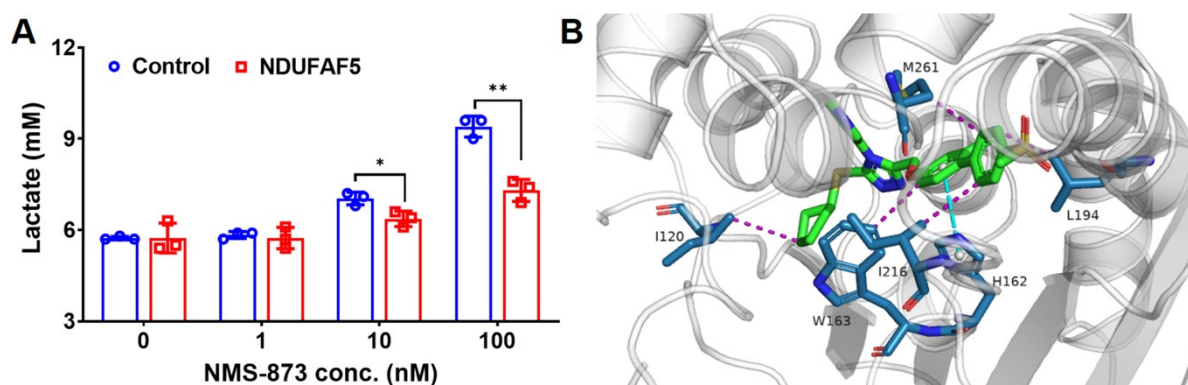 A
B
12
9
6
3
Lactate (mM)
Control
NDUFAF5
*
**
0
1
10
100
NMS-873 conc. (nM)
M261
L194
I120
I216
H162
W163